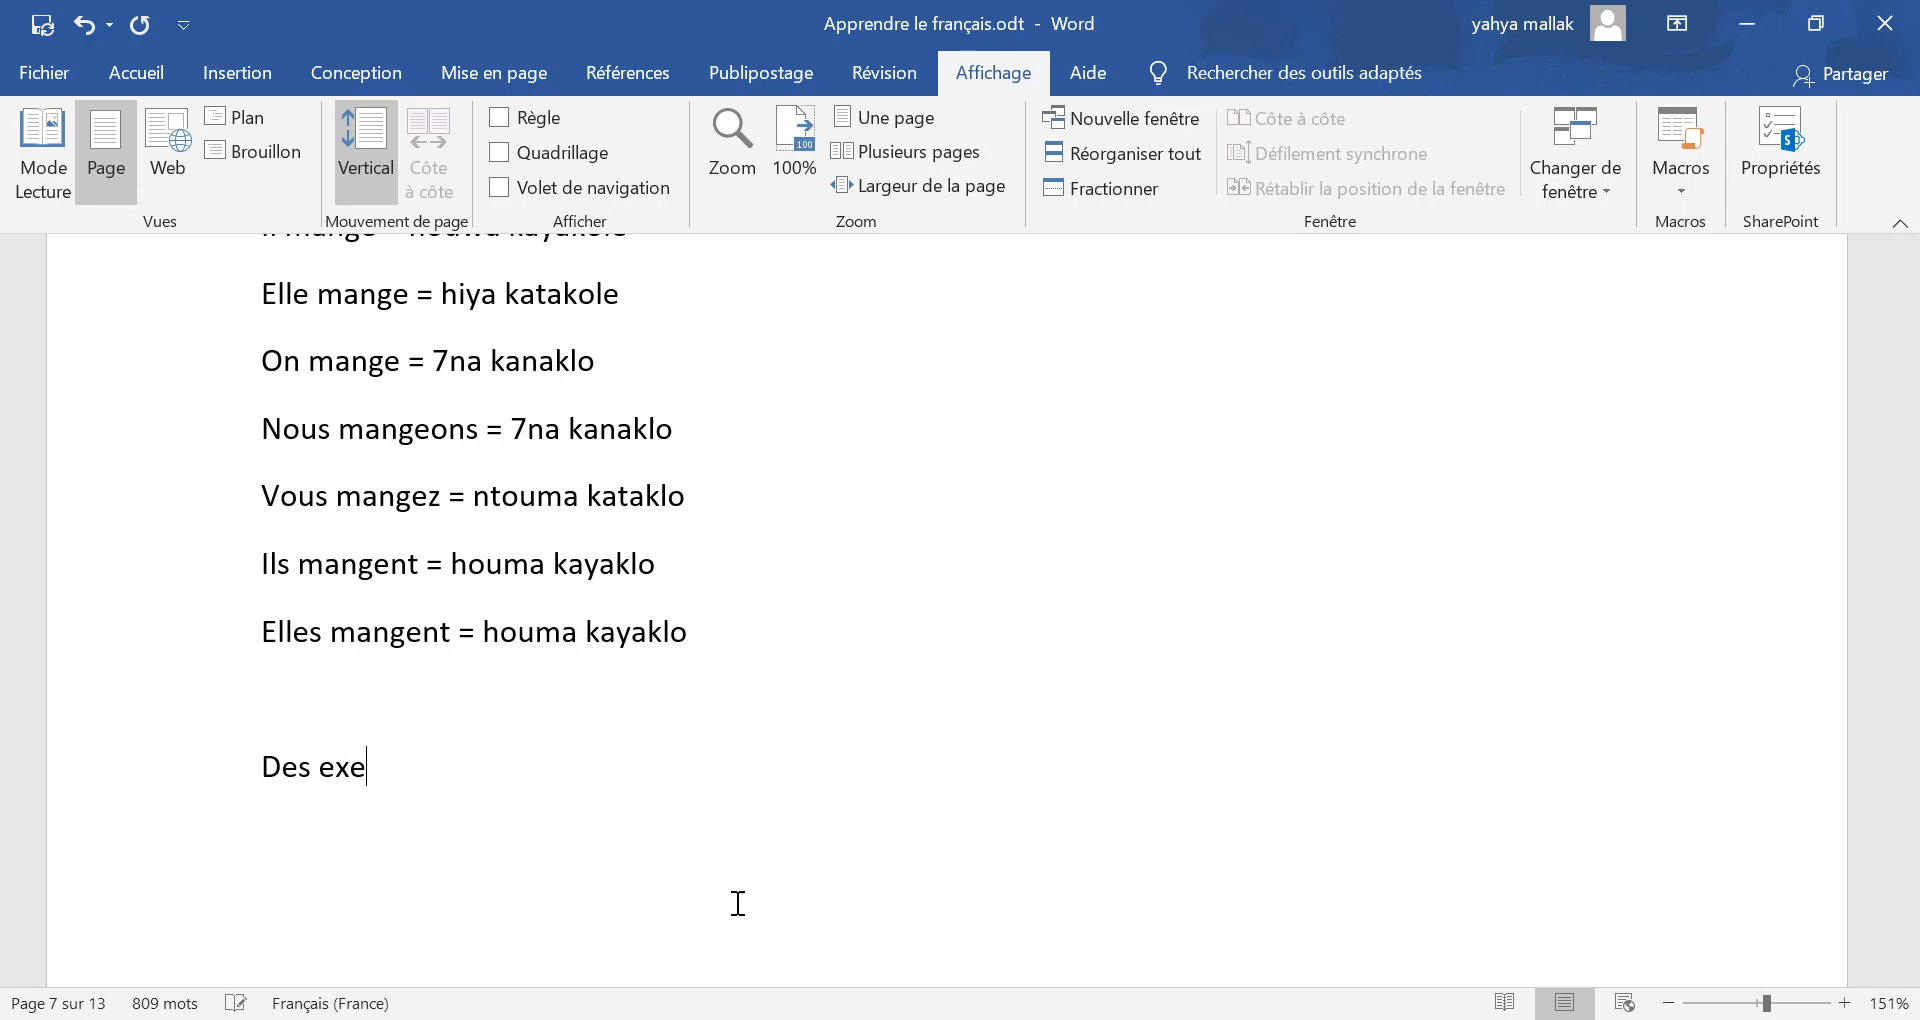 Apprendre le français.odt - Word
yahya mallak
Fichier Accueil Insertion Conception Mise en page Références Publipostage Révision Affichage Aide Rechercher des outils adaptés Partager
Mode Lecture
Page
Web
Plan
Brouillon
Vues
Vertical
Côte à côte
Mouvement de page
Règle
Quadrillage
Volet de navigation
Afficher
Zoom
100
100%
Une page
Plusieurs pages
Largeur de la page
Zoom
Nouvelle fenêtre
Réorganiser tout
Fractionner
Côte à côte
Défilement synchrone
Rétablir la position de la fenêtre
Changer de fenêtre
Fenêtre
Macros
Macros
Propriétés
SharePoint
Elle mange = hiya katakole
On mange = 7na kanaklo
Nous mangeons = 7na kanaklo
Vous mangez = ntouma kataklo
Ils mangent = houma kayaklo
Elles mangent = houma kayaklo
Des exe
Page 7 sur 13 809 mots Français (France) 151%